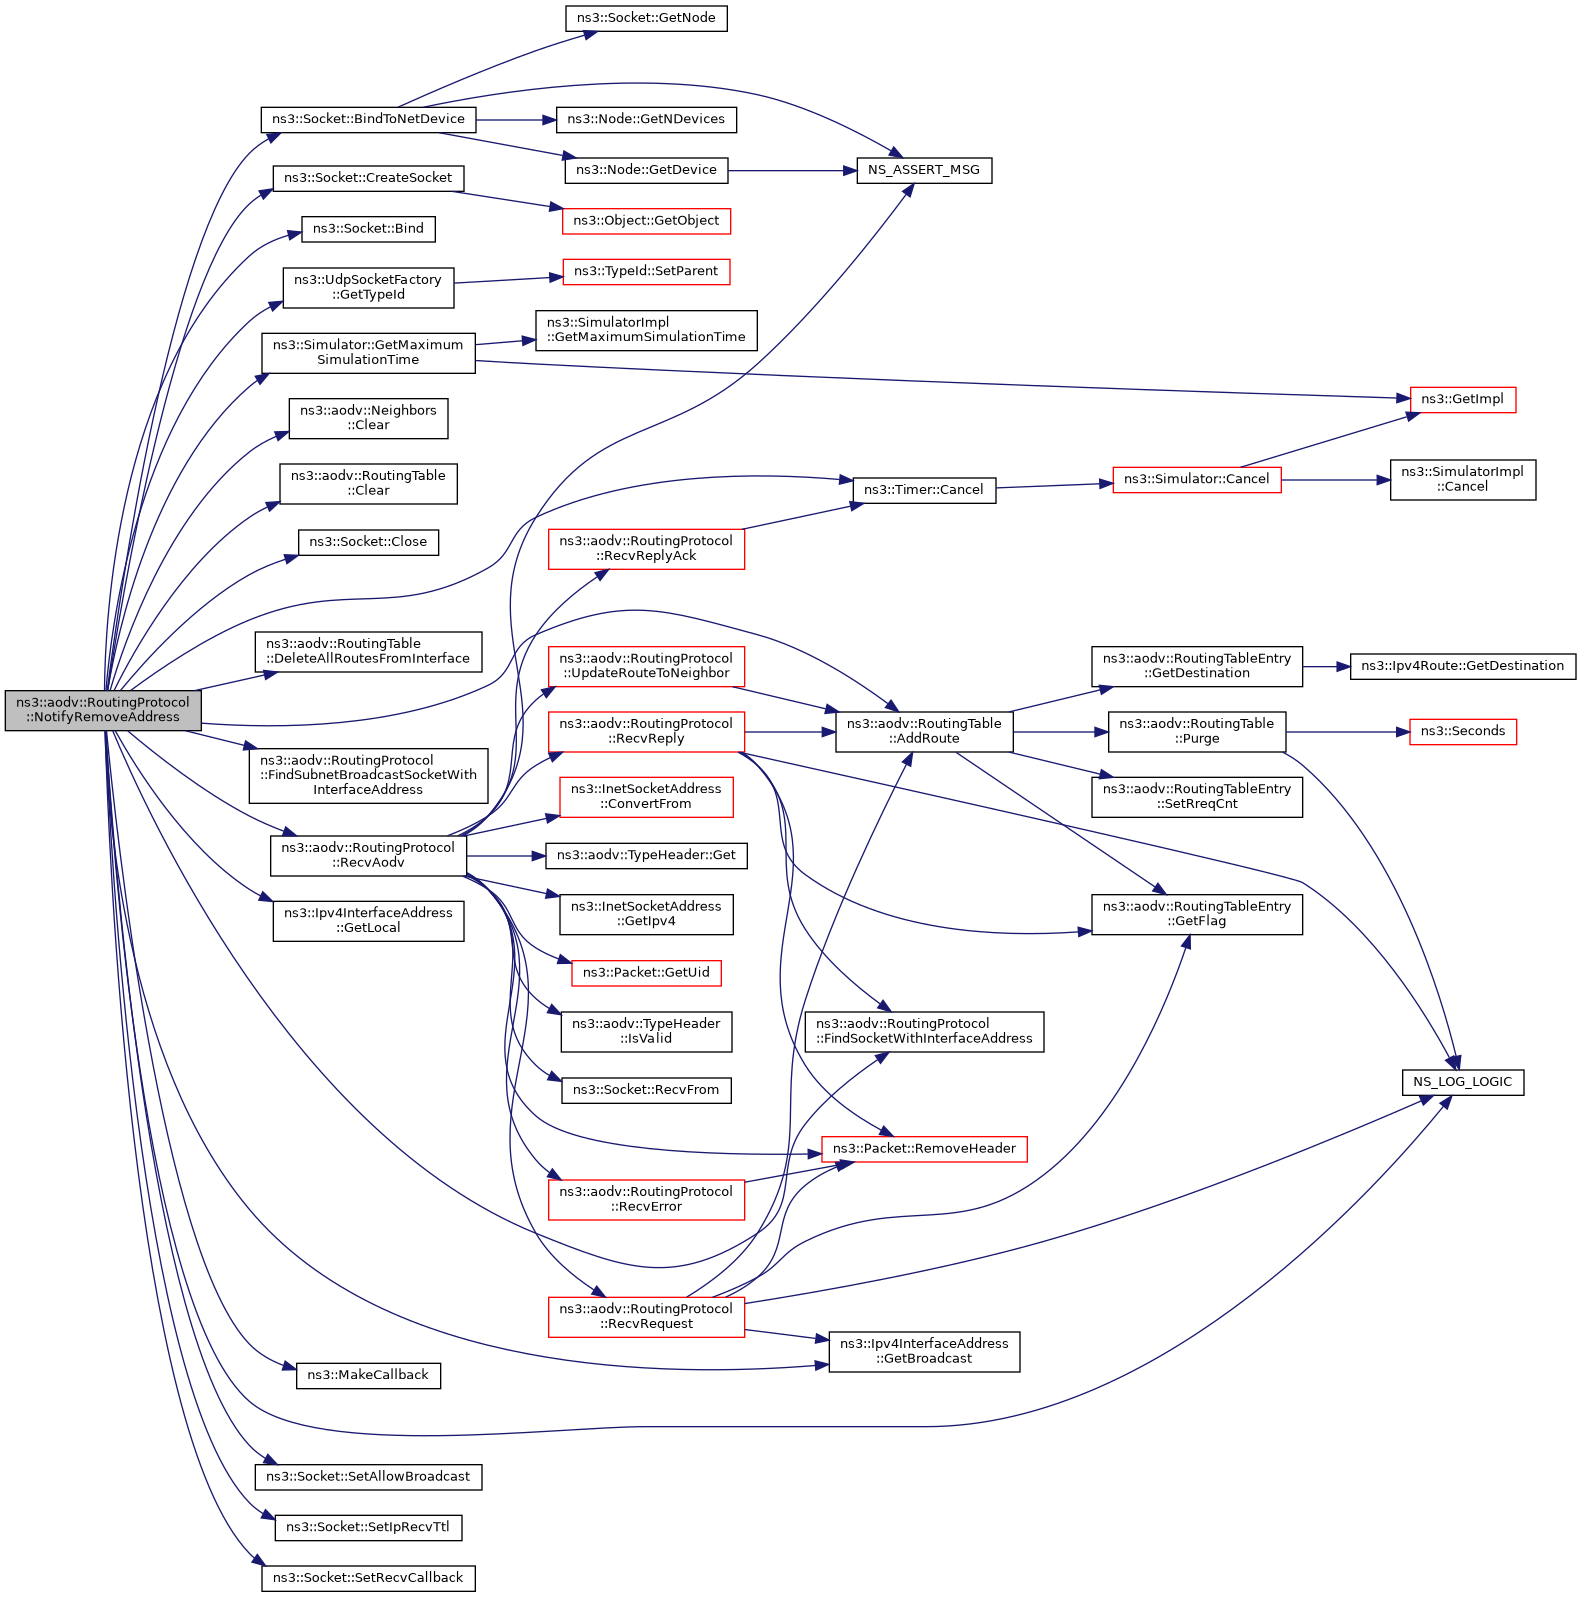 ns3::Socket::GetNode
ns3::Socket::BindToNetDevice
ns3::Node::GetNDevices
ns3::Node::GetDevice
NS_ASSERT_MSG
ns3::Socket::CreateSocket
ns3::Object::GetObject
ns3::Socket::Bind
ns3::UdpSocketFactory
::GetTypeId
ns3::TypeId::SetParent
ns3::Simulator::GetMaximum
SimulationTime
ns3::SimulatorImpl
::GetMaximumSimulationTime
ns3::GetImpl
ns3::aodv::Neighbors
::Clear
ns3::aodv::RoutingTable
::Clear
ns3::Timer::Cancel
ns3::Simulator::Cancel
ns3::SimulatorImpl
::Cancel
ns3::Socket::Close
ns3::aodv::RoutingProtocol
::RecvReplyAck
ns3::aodv::RoutingTable
::DeleteAllRoutesFromInterface
ns3::aodv::RoutingProtocol
::UpdateRouteToNeighbor
ns3::aodv::RoutingTableEntry
::GetDestination
ns3::Ipv4Route::GetDestination
ns3::aodv::RoutingProtocol
::NotifyRemoveAddress
ns3::aodv::RoutingProtocol
::RecvReply
ns3::aodv::RoutingTable
::AddRoute
ns3::aodv::RoutingTable
::Purge
ns3::Seconds
ns3::aodv::RoutingProtocol
::FindSubnetBroadcastSocketWith
InterfaceAddress
ns3::InetSocketAddress
::ConvertFrom
ns3::aodv::RoutingTableEntry
::SetRreqCnt
ns3::aodv::RoutingProtocol
::RecvAodv
ns3::aodv::TypeHeader::Get
ns3::Ipv4InterfaceAddress
::GetLocal
ns3::InetSocketAddress
::GetIpv4
ns3::aodv::RoutingTableEntry
::GetFlag
ns3::Packet::GetUid
ns3::aodv::TypeHeader
::IsValid
ns3::aodv::RoutingProtocol
::FindSocketWithInterfaceAddress
ns3::Socket::RecvFrom
NS_LOG_LOGIC
ns3::Packet::RemoveHeader
ns3::aodv::RoutingProtocol
::RecvError
ns3::aodv::RoutingProtocol
::RecvRequest
ns3::Ipv4InterfaceAddress
::GetBroadcast
ns3::MakeCallback
ns3::Socket::SetAllowBroadcast
ns3::Socket::SetIpRecvTtl
ns3::Socket::SetRecvCallback